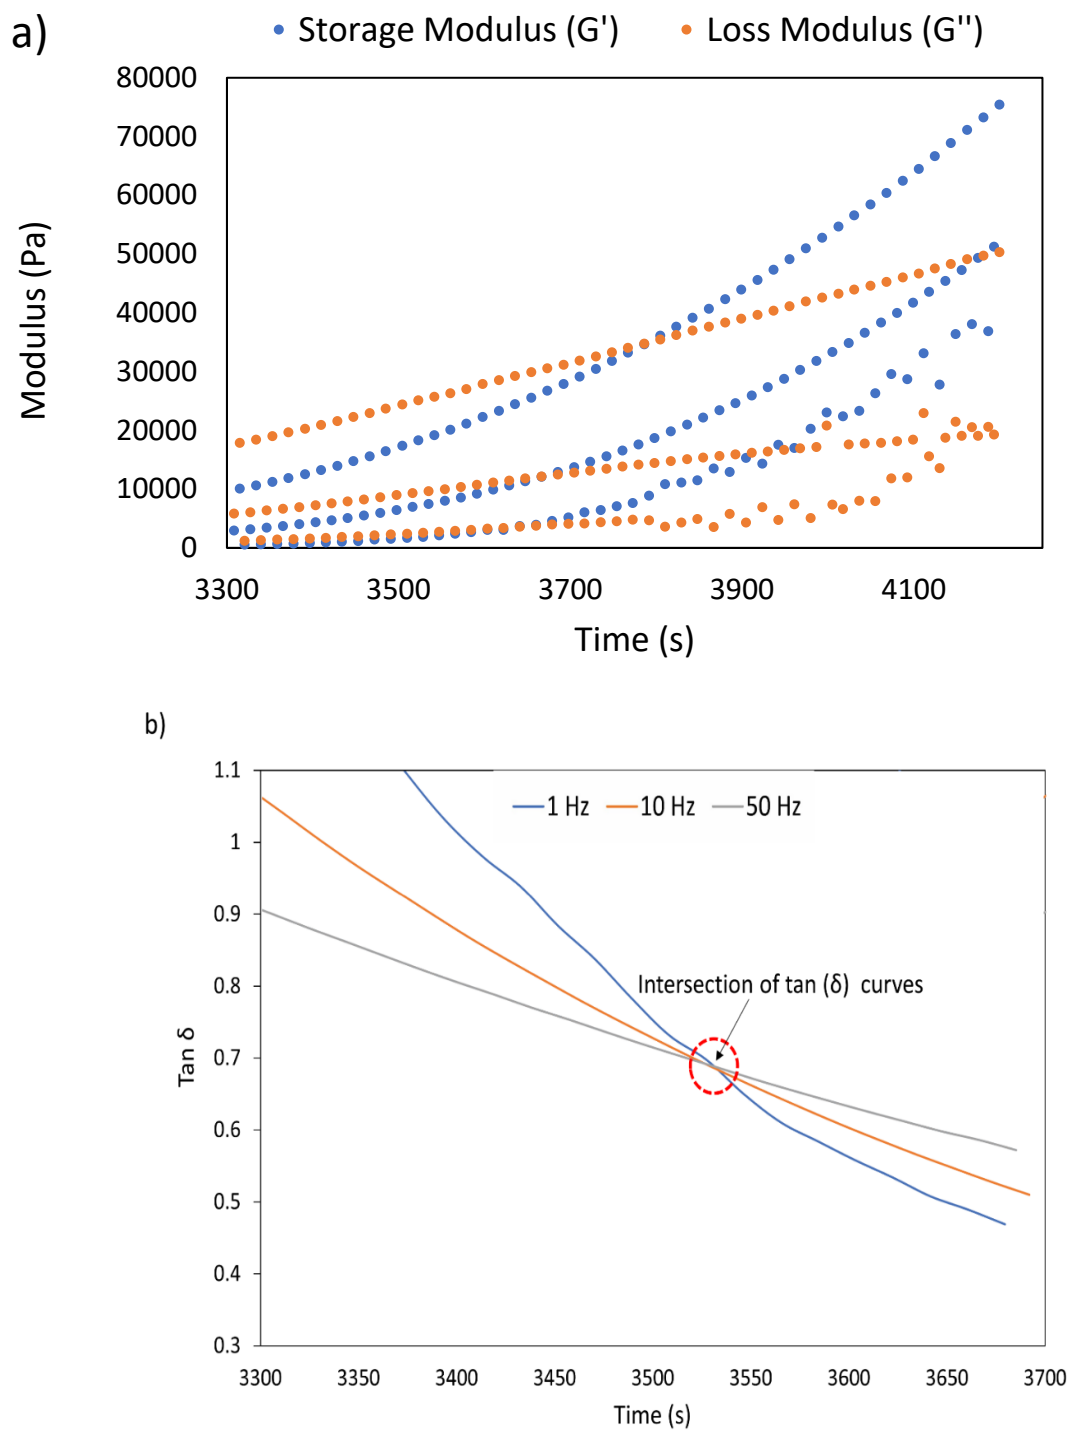 a)
Storage Modulus (G') Loss Modulus (G'')
80000
70000
60000
50000
40000
30000
20000
10000
0
Modulus (Pa)
3300 3500 3700 3900 4100
Time (s)
b)
1.1
1
0.9
0.8
0.7
0.6
0.5
0.4
0.3
Tan δ
1 Hz 10 Hz 50 Hz
Intersection of tan (δ) curves
3300 3350 3400 3450 3500 3550 3600 3650 3700
Time (s)